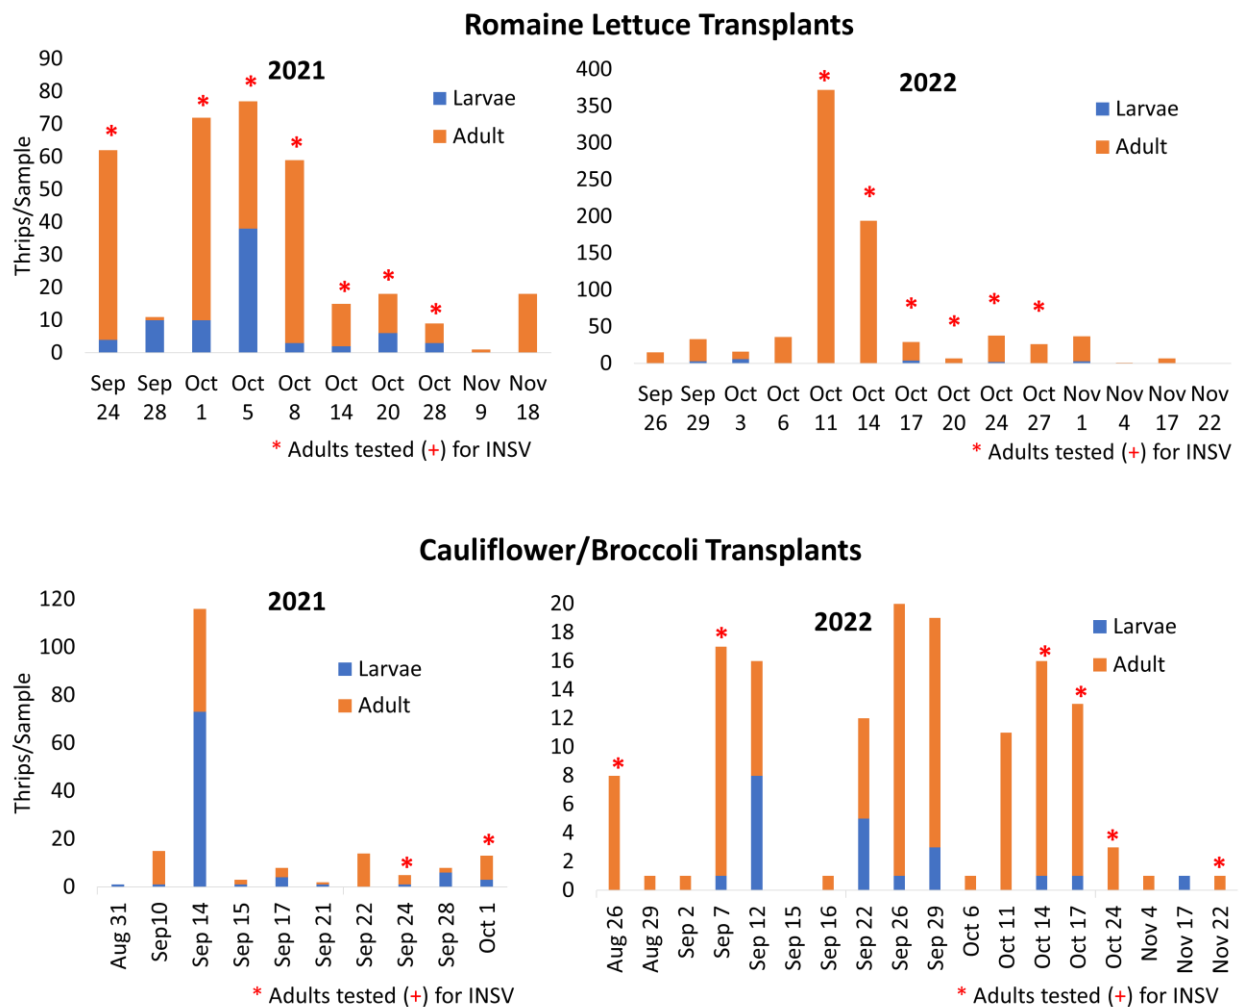 Romaine Lettuce Transplants
2021
Larvae
Adult
Thrips/Sample
90
80
70
60
50
40
30
20
10
0
* * * * * * *
Sep 24
Sep 28
Oct 1
Oct 5
Oct 8
Oct 14
Oct 20
Oct 28
Nov 9
Nov 18
* Adults tested (+) for INSV
2022
Larvae
Adult
400
350
300
250
200
150
100
50
0
* * * * * *
Sep 26
Sep 29
Oct 3
Oct 6
Oct 11
Oct 14
Oct 17
Oct 20
Oct 24
Oct 27
Nov 1
Nov 4
Nov 17
Nov 22
* Adults tested (+) for INSV
Cauliflower/Broccoli Transplants
2021
Larvae
Adult
Thrips/Sample
120
100
80
60
40
20
0
* *
Aug 31
Sep10
Sep 14
Sep 15
Sep 17
Sep 21
Sep 22
Sep 24
Sep 28
Oct 1
* Adults tested (+) for INSV
2022
Larvae
Adult
20
18
16
14
12
10
8
6
4
2
0
* * * * * *
Aug 26
Aug 29
Sep 2
Sep 7
Sep 12
Sep 15
Sep 16
Sep 22
Sep 26
Sep 29
Oct 6
Oct 11
Oct 14
Oct 17
Oct 24
Nov 4
Nov 17
Nov 22
* Adults tested (+) for INSV